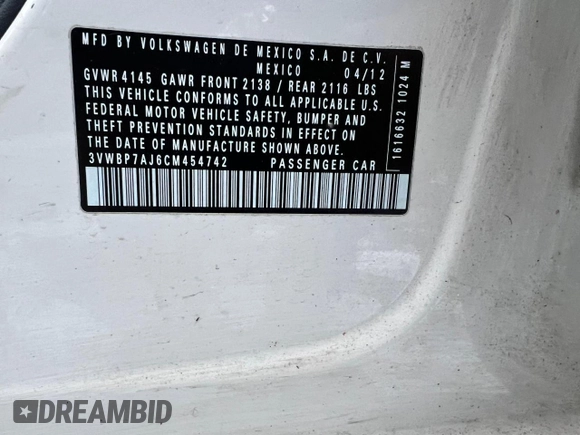 MFD BY VOLKSWAGEN DE MEXICO S.A. DE C.V.
MEXICO 04/12
GVWR 4145 GAWR FRONT 2138 / REAR 2116 LBS
THIS VEHICLE CONFORMS TO ALL APPLICABLE U.S.
FEDERAL MOTOR VEHICLE SAFETY, BUMPER AND
THEFT PREVENTION STANDARDS IN EFFECT ON
THE DATE OF MANUFACTURE SHOWN ABOVE.
3VWBP7AJ6CM454742 PASSENGER CAR
1616632 1024 M
DREAMBID